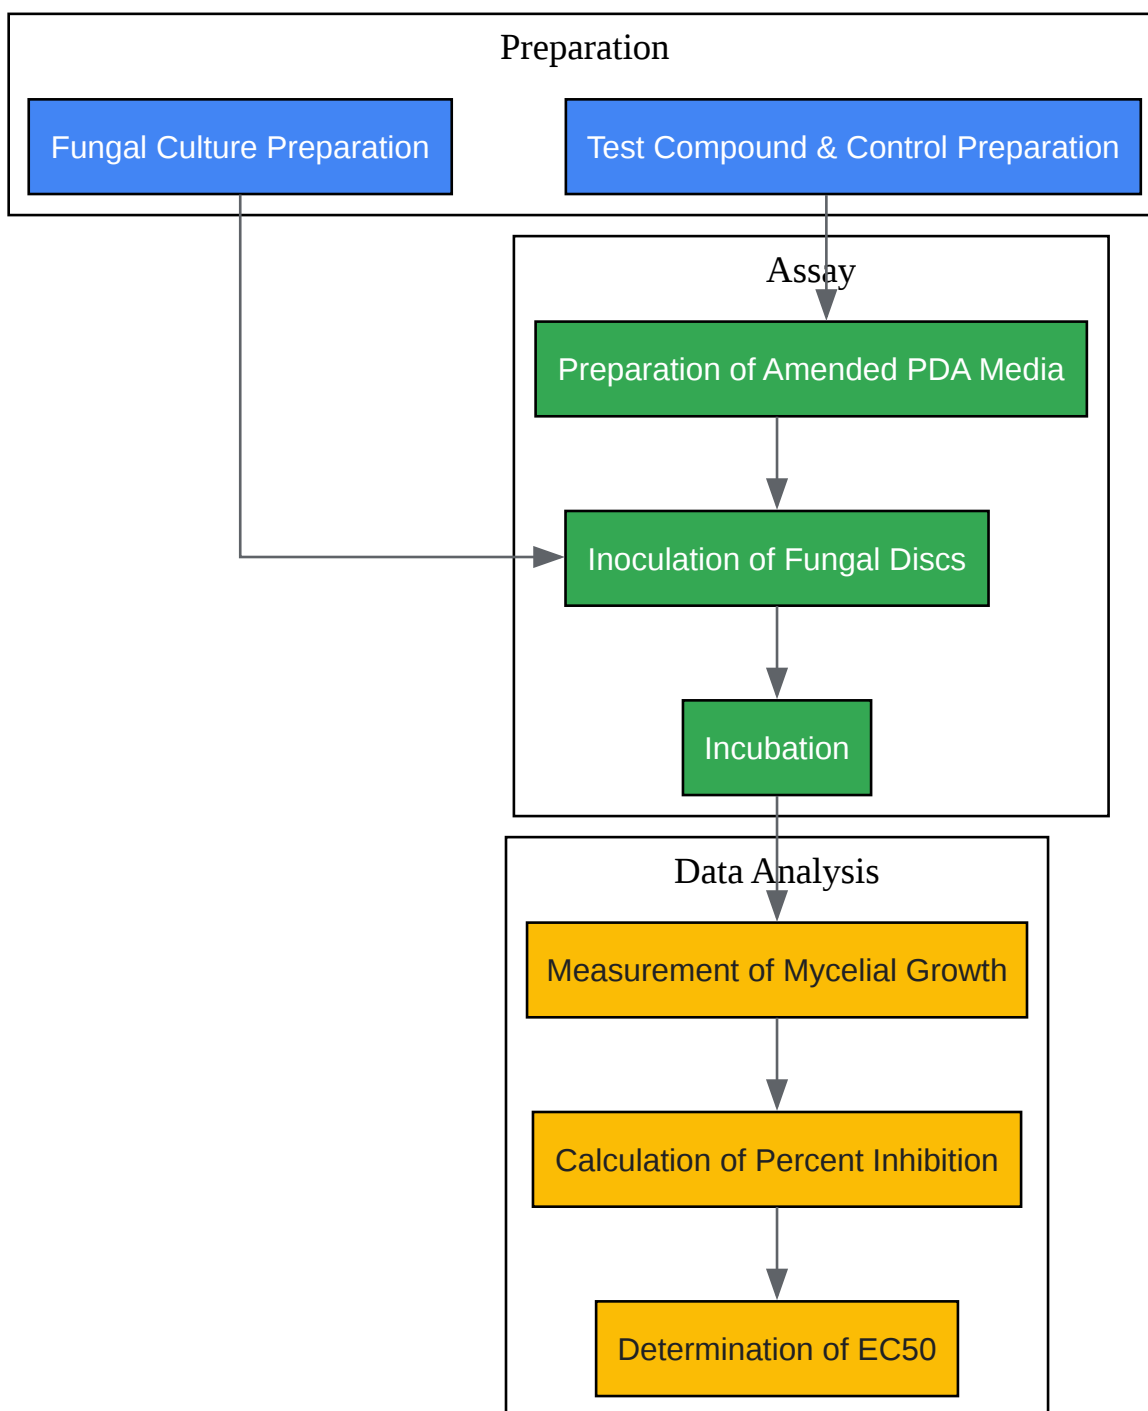 Preparation
Fungal Culture Preparation
Test Compound & Control Preparation
Assay
Preparation of Amended PDA Media
Inoculation of Fungal Discs
Incubation
Data Analysis
Measurement of Mycelial Growth
Calculation of Percent Inhibition
Determination of EC50